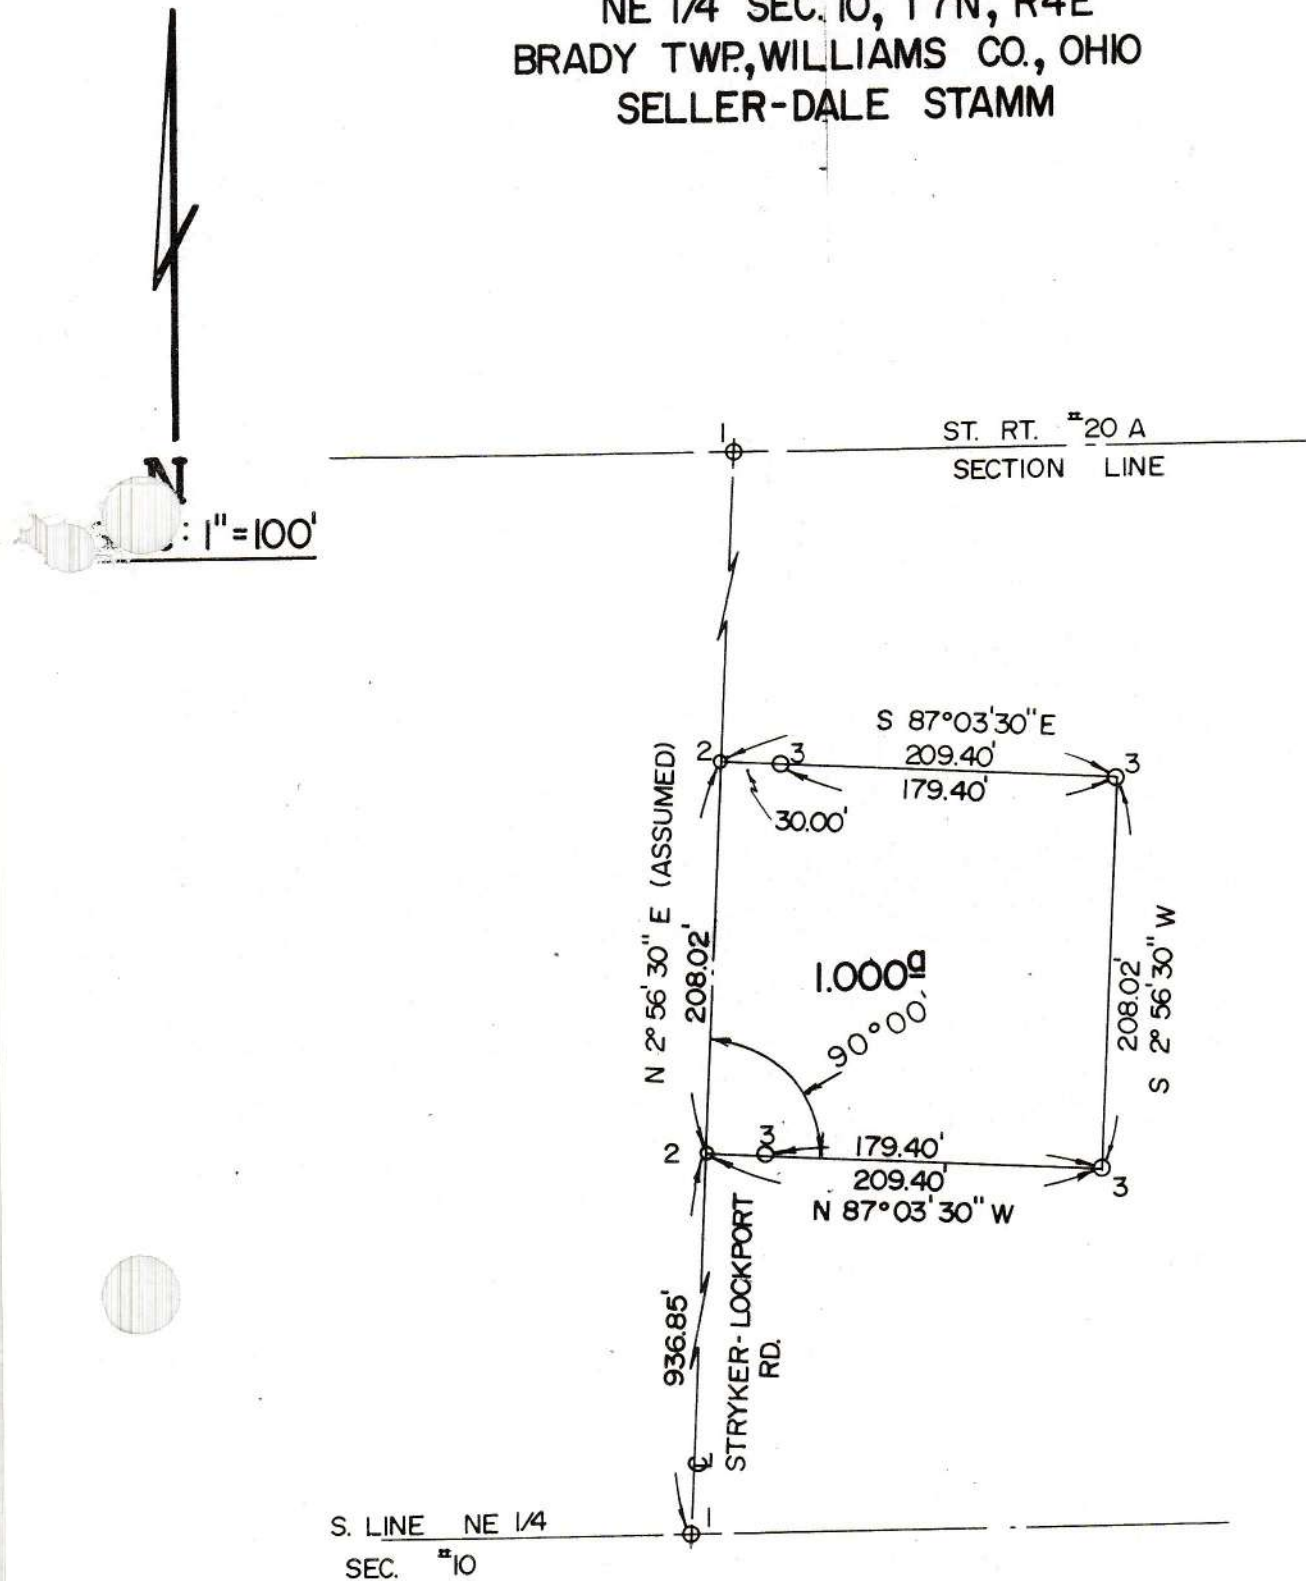 NE 1/4 SEC. 10, T7N, R4E
BRADY TWP., WILLIAMS CO., OHIO
SELLER-DALE STAMM
N
: 1"=100'
1
ST. RT. #20 A
SECTION LINE
S 87°03'30" E
209.40'
179.40'
2
3
3
30.00'
N 2° 56' 30" E (ASSUMED)
208.02'
1.000a
90°00'
208.02'
S 2° 56' 30" W
2
3
179.40'
209.40'
3
N 87°03'30" W
936.85'
STRYKER-LOCKPORT
RD.
℄
1
S. LINE NE 1/4
SEC. #10